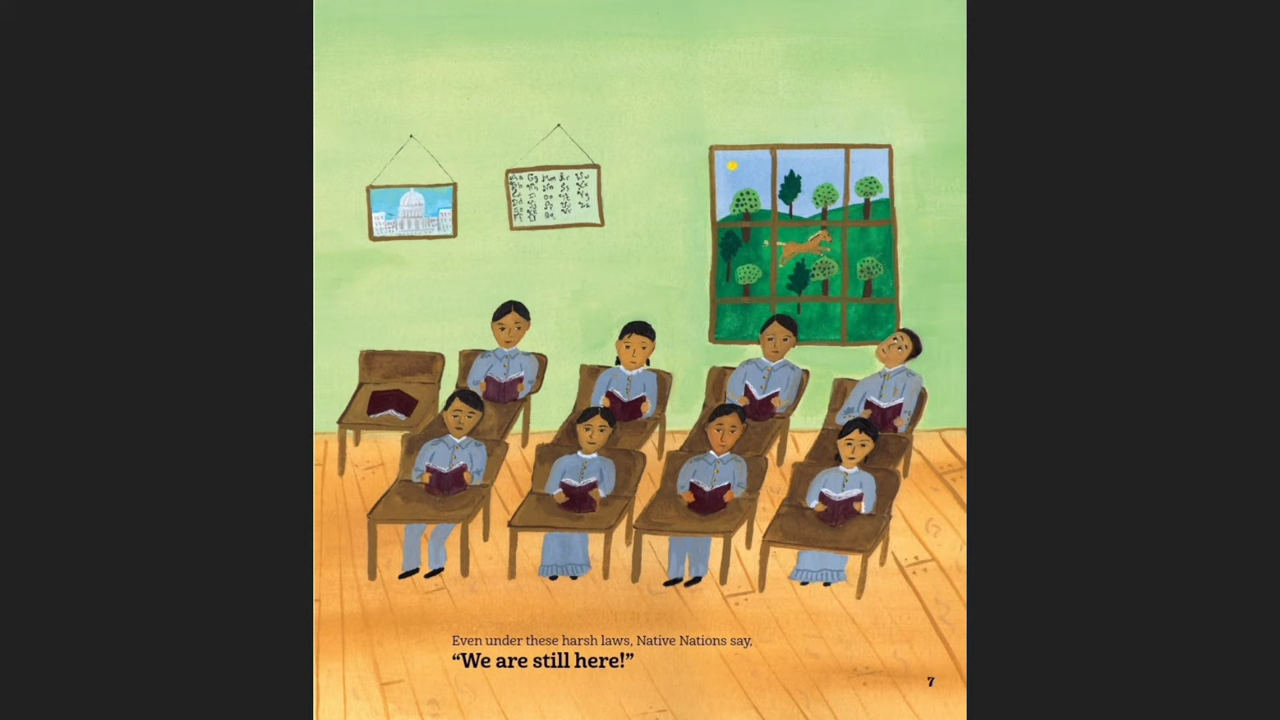 Even under these harsh laws, Native Nations say,
“We are still here!”
7